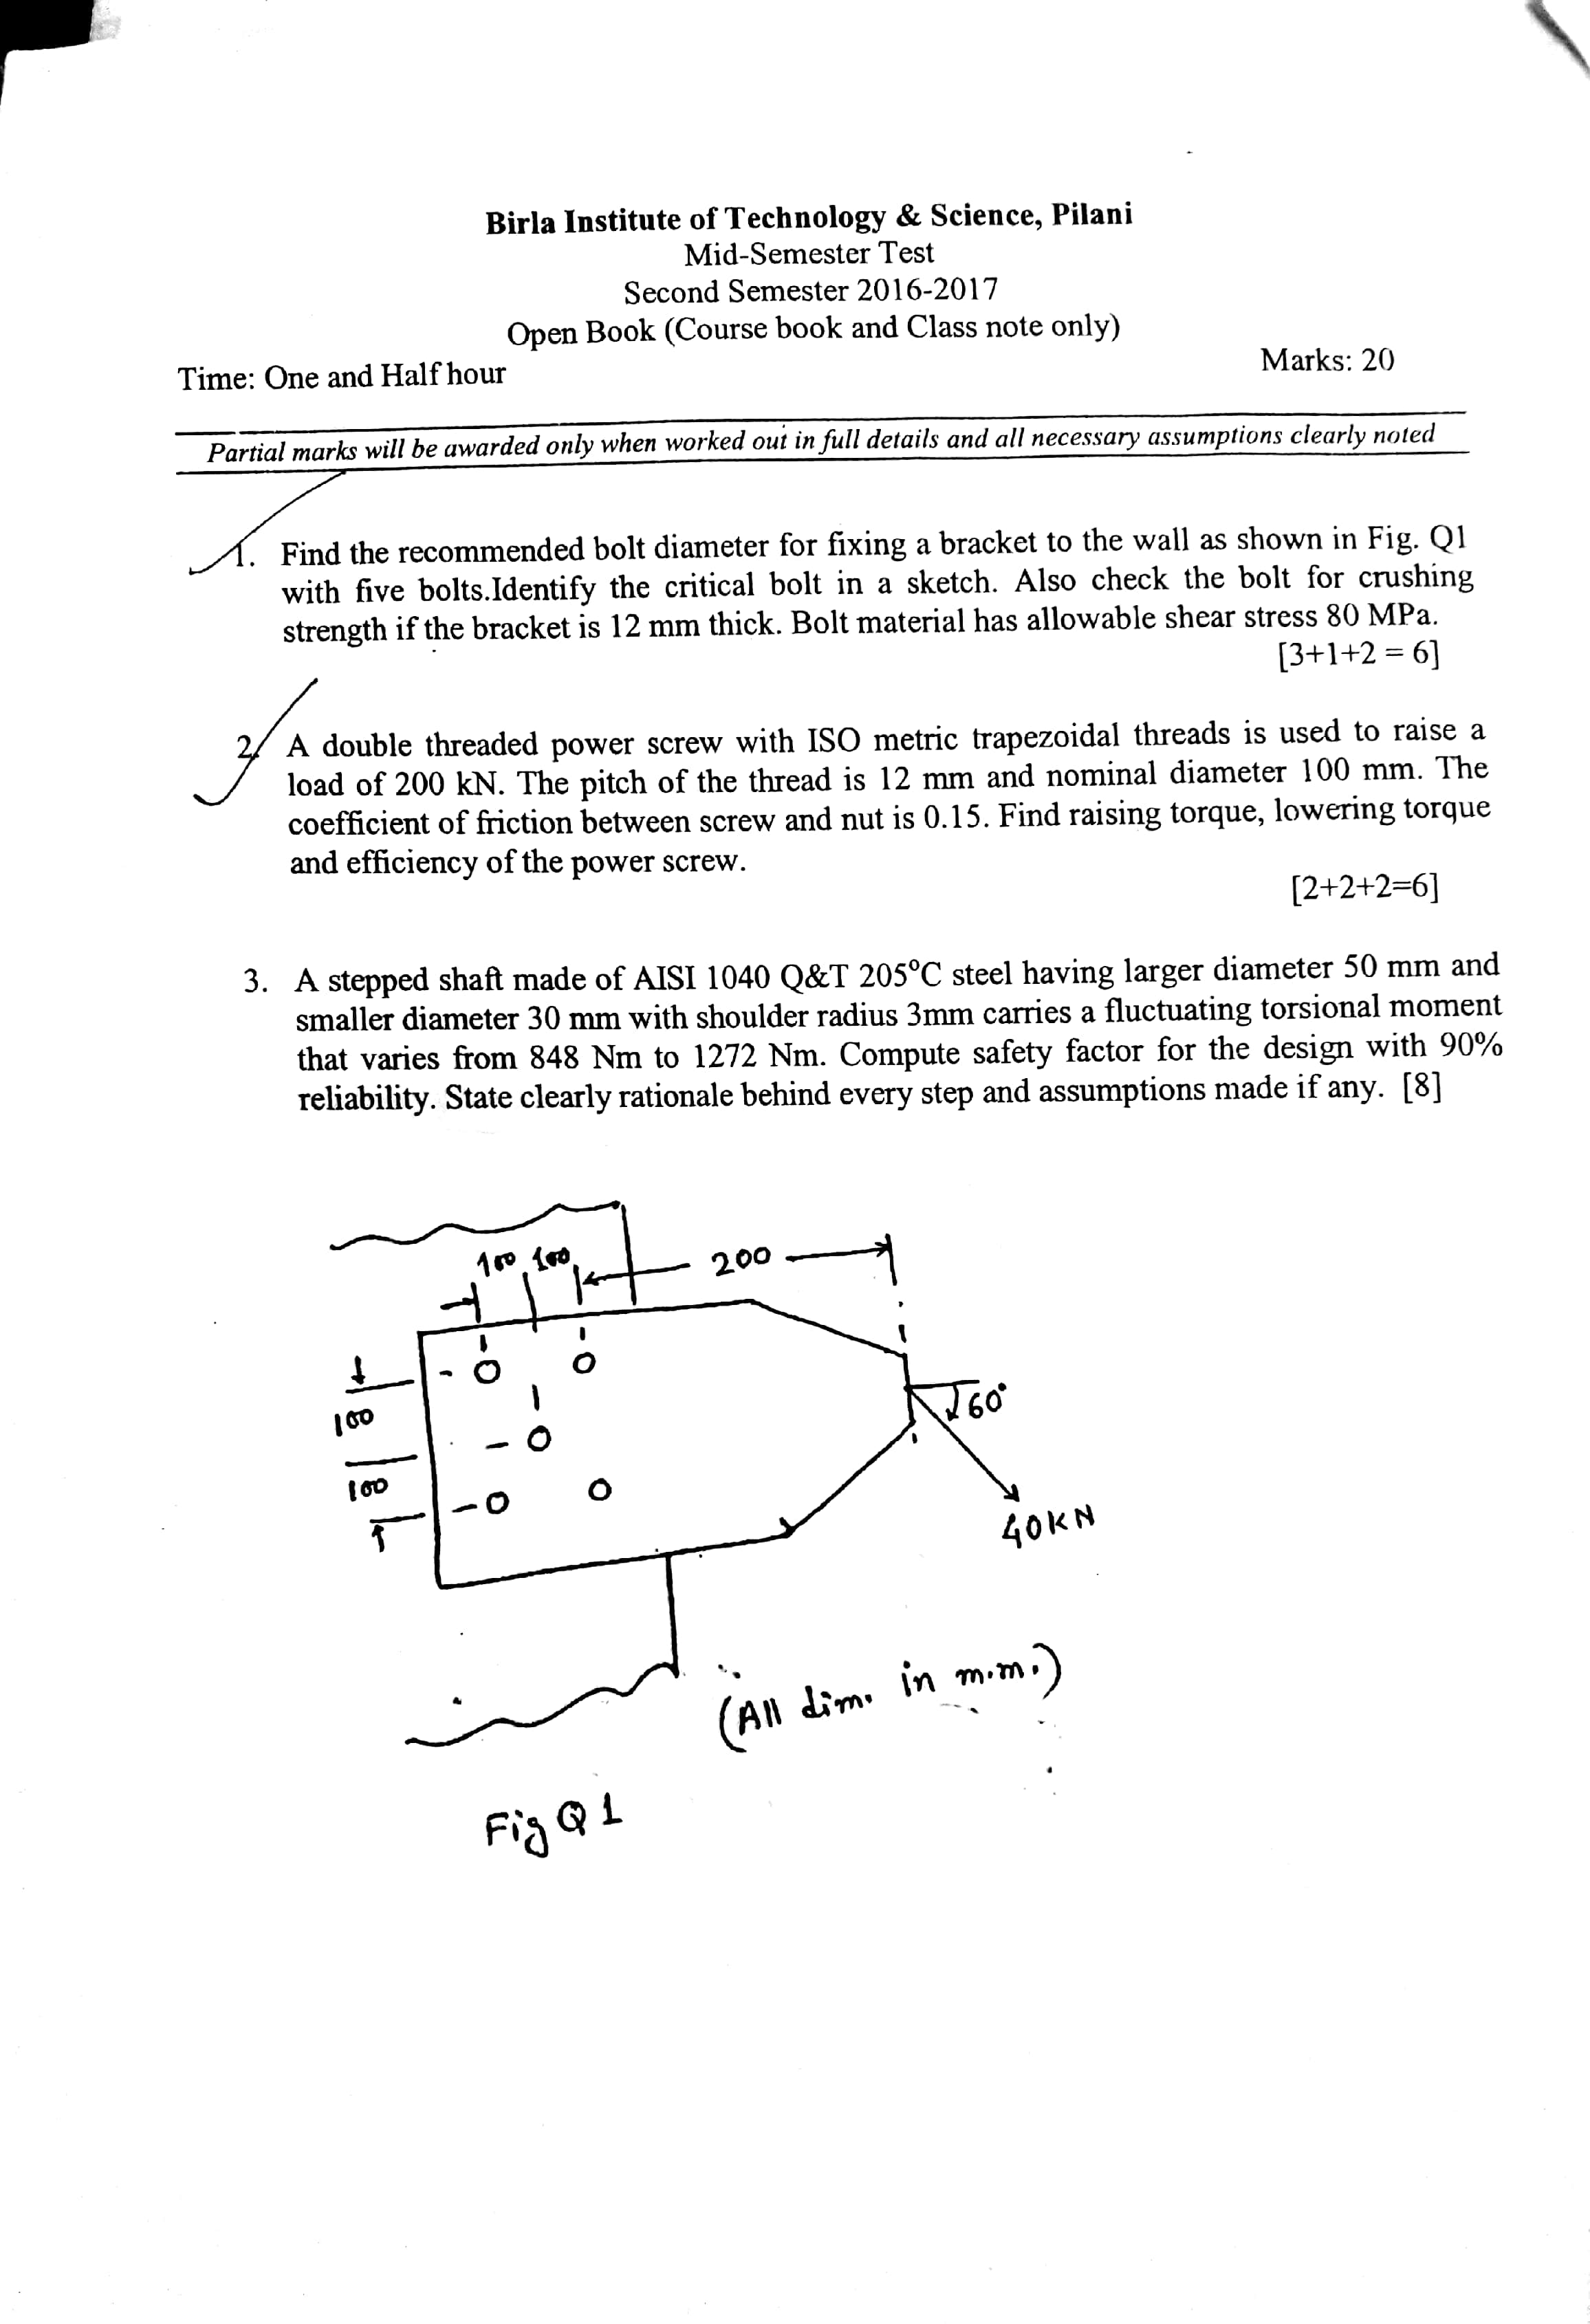 Birla Institute of Technology & Science, Pilani
Mid-Semester Test
Second Semester 2016-2017
Open Book (Course book and Class note only)
Time: One and Half hour Marks: 20
Partial marks will be awarded only when worked out in full details and all necessary assumptions clearly noted
1. Find the recommended bolt diameter for fixing a bracket to the wall as shown in Fig. Q1
with five bolts.Identify the critical bolt in a sketch. Also check the bolt for crushing
strength if the bracket is 12 mm thick. Bolt material has allowable shear stress 80 MPa.
[3+1+2 = 6]
2. A double threaded power screw with ISO metric trapezoidal threads is used to raise a
load of 200 kN. The pitch of the thread is 12 mm and nominal diameter 100 mm. The
coefficient of friction between screw and nut is 0.15. Find raising torque, lowering torque
and efficiency of the power screw.
[2+2+2=6]
3. A stepped shaft made of AISI 1040 Q&T 205°C steel having larger diameter 50 mm and
smaller diameter 30 mm with shoulder radius 3mm carries a fluctuating torsional moment
that varies from 848 Nm to 1272 Nm. Compute safety factor for the design with 90%
reliability. State clearly rationale behind every step and assumptions made if any. [8]
100 100 200
100
60°
100
40KN
(All dim. in m.m.)
Fig Q1